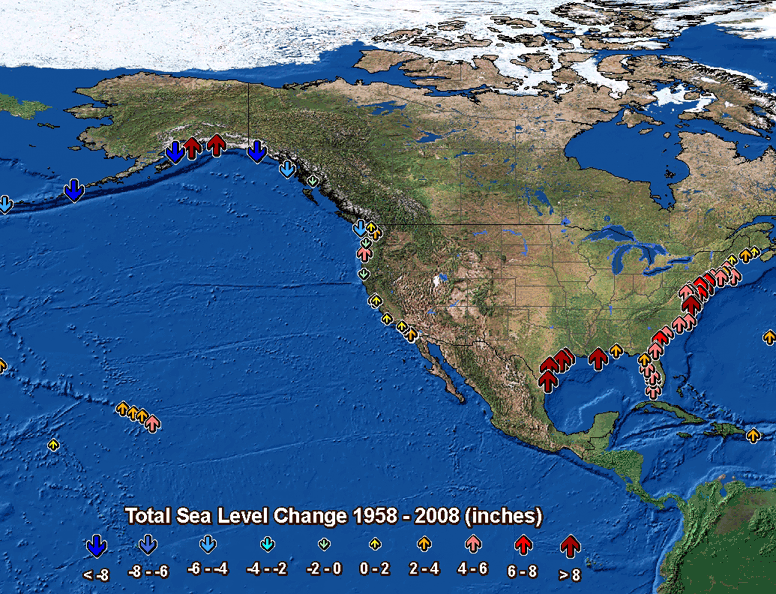 Total Sea Level Change 1958 - 2008 (inches)
< -8 -8 - -6 -6 - -4 -4 - -2 -2 - 0 0 - 2 2 - 4 4 - 6 6 - 8 > 8